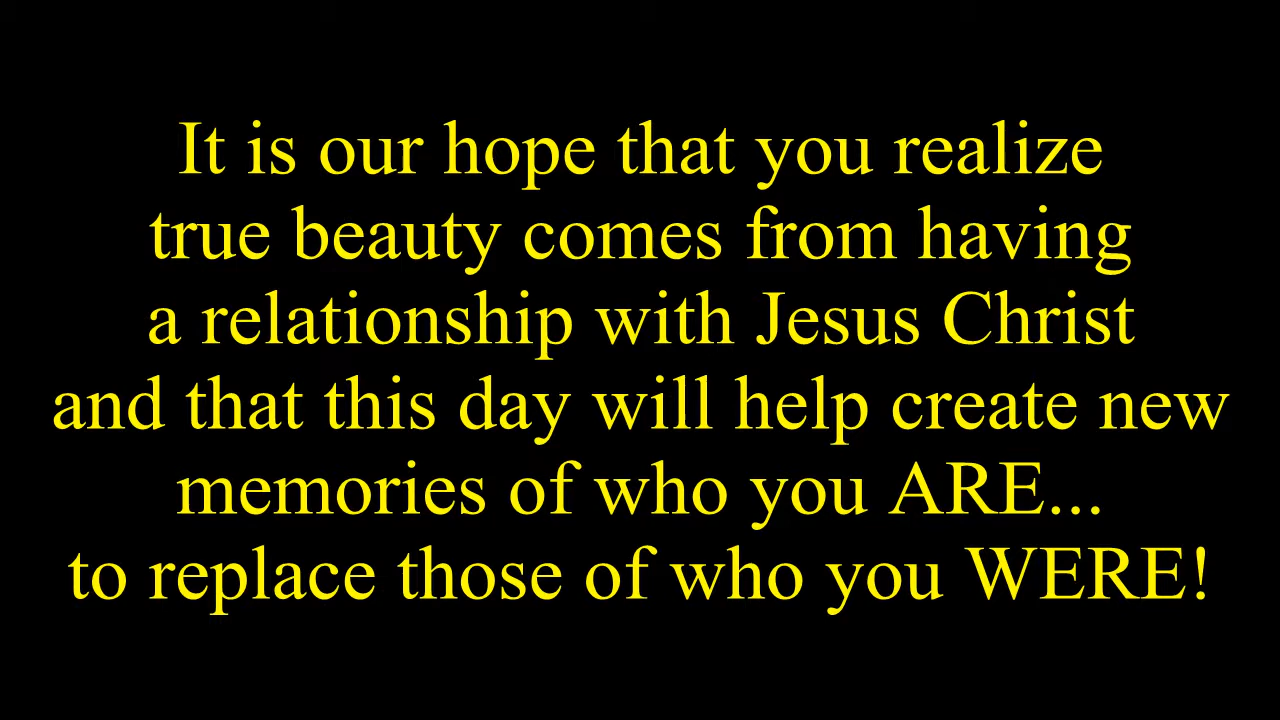 It is our hope that you realize
true beauty comes from having
a relationship with Jesus Christ
and that this day will help create new
memories of who you ARE...
to replace those of who you WERE!